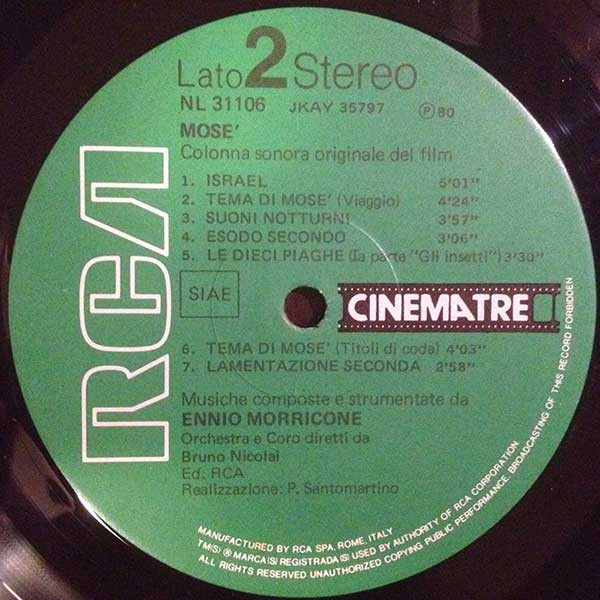 Lato 2 Stereo
NL 31106 JKAY 35797 Ⓟ 80
MOSE'
Colonna sonora originale del film
1. ISRAEL 5'01"
2. TEMA DI MOSE' (Viaggio) 4'24"
3. SUONI NOTTURNI 3'57"
4. ESODO SECONDO 3'06"
5. LE DIECI PIAGHE (Ia parte "Gli insetti") 3'30"
RCA
SIAE
CINEMATRE
6. TEMA DI MOSE' (Titoli di coda) 4'03"
7. LAMENTAZIONE SECONDA 2'58"
Musiche composte e strumentate da
ENNIO MORRICONE
Orchestra e Coro diretti da
Bruno Nicolai
Ed. RCA
Realizzazione: P. Santomartino
MANUFACTURED BY RCA SPA, ROME, ITALY
TM(S) ® MARCA(S) REGISTRADA(S) USED BY AUTHORITY OF RCA CORPORATION
ALL RIGHTS RESERVED UNAUTHORIZED COPYING PUBLIC PERFORMANCE, BROADCASTING OF THIS RECORD FORBIDDEN